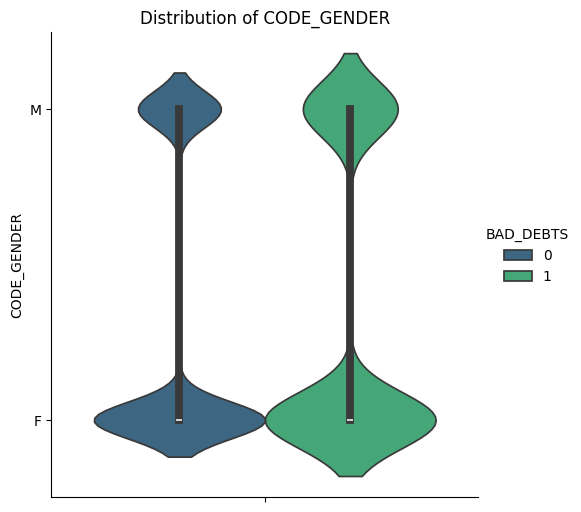 Distribution of CODE_GENDER
M
CODE_GENDER
F
BAD_DEBTS
0
1